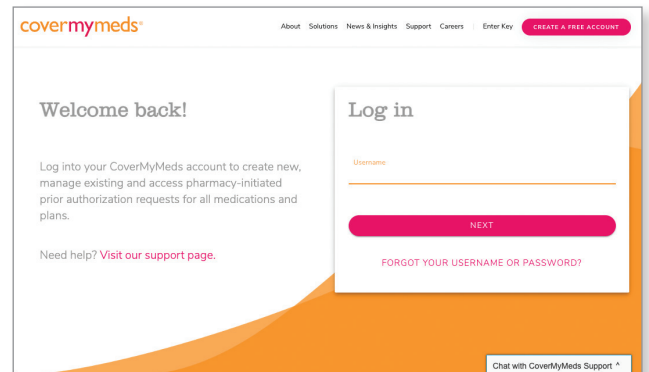 covermymeds®
About Solutions News & Insights Support Careers Enter Key CREATE A FREE ACCOUNT
Welcome back!
Log into your CoverMyMeds account to create new,
manage existing and access pharmacy-initiated
prior authorization requests for all medications and
plans.
Need help? Visit our support page.
Log in
Username
NEXT
FORGOT YOUR USERNAME OR PASSWORD?
Chat with CoverMyMeds Support ^